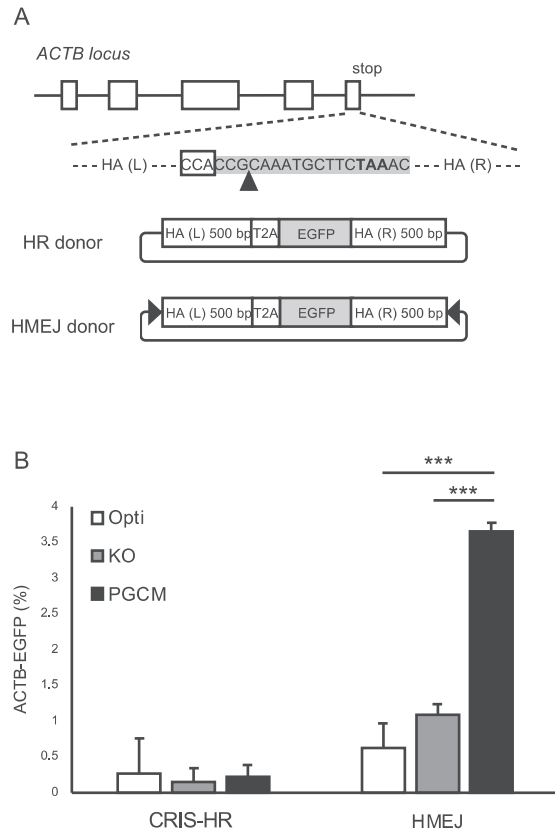 A
ACTB locus
stop
HA (L) CCACCGCAAATGCTTCTAAAC HA (R)
HR donor
HA (L) 500 bp T2A EGFP HA (R) 500 bp
HMEJ donor
HA (L) 500 bp T2A EGFP HA (R) 500 bp
B
*** 
***
Opti
KO
PGCM
ACTB-EGFP (%)
4
3.5
3
2.5
2
1.5
1
0.5
0
CRIS-HR HMEJ